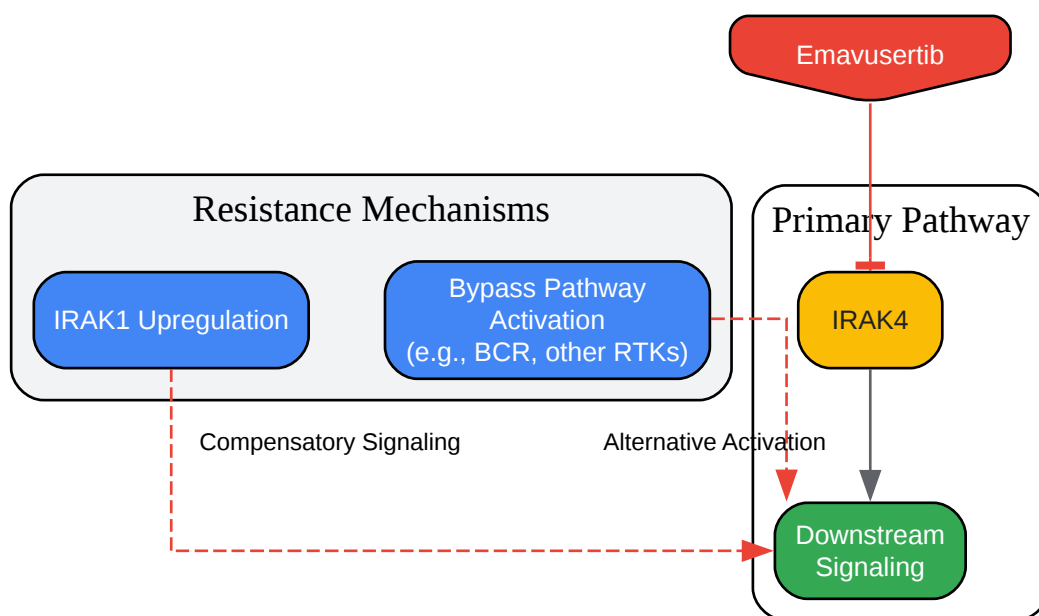 Emavusertib
Resistance Mechanisms
Primary Pathway
IRAK1 Upregulation
Bypass Pathway
Activation
(e.g., BCR, other RTKs)
IRAK4
Compensatory Signaling
Alternative Activation
Downstream
Signaling